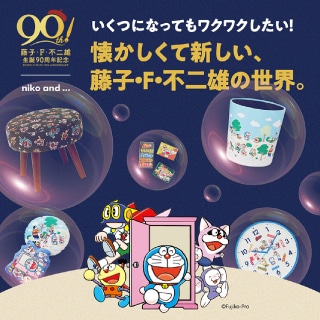 90th!
藤子・F・不二雄
生誕90周年記念
niko and ...
いくつになってもワクワクしたい!
懐かしくて新しい、
藤子・F・不二雄の世界。
©Fujiko-Pro